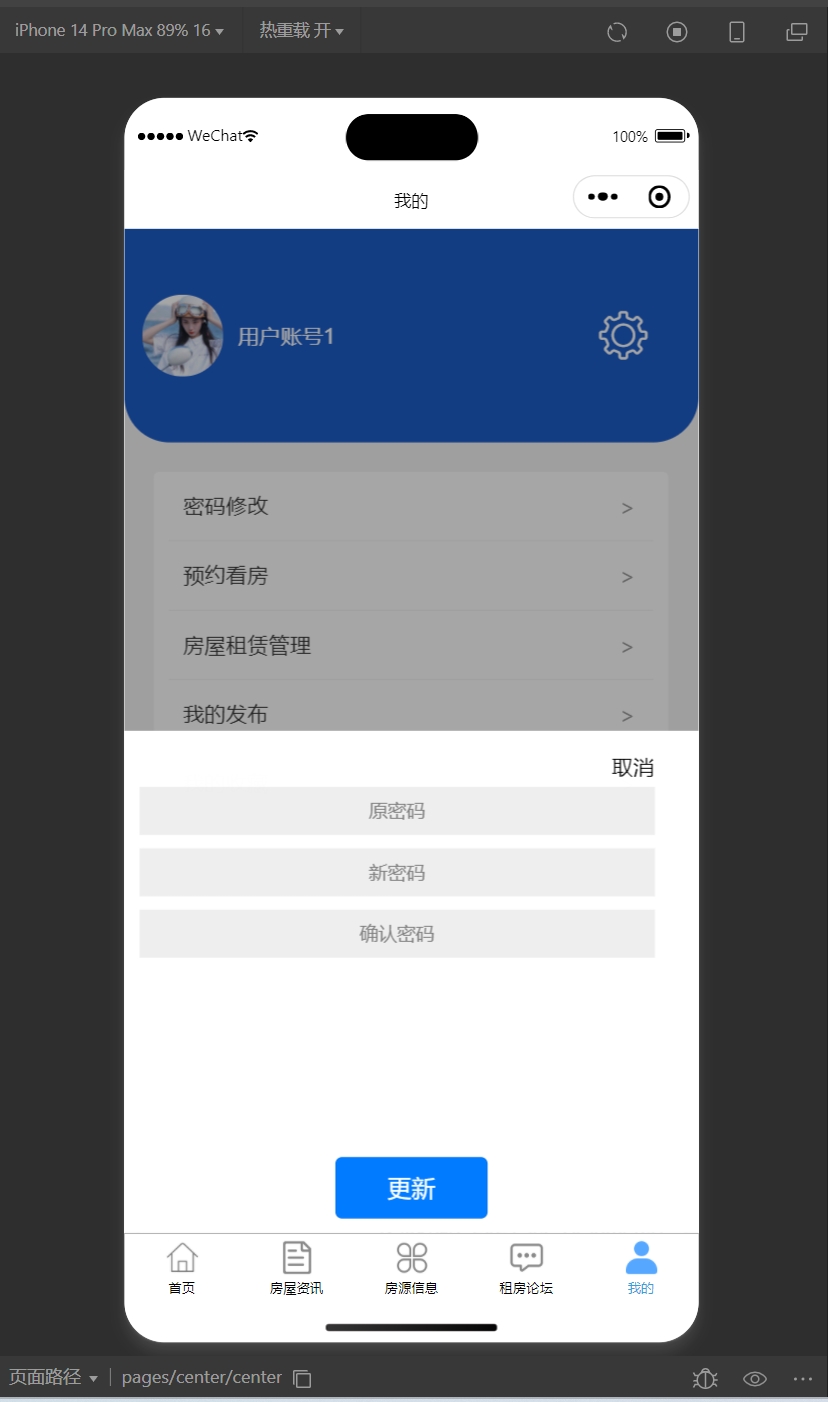 iPhone 14 Pro Max 89% 16 热重载 开
WeChat 100%
我的
用户账号1
密码修改 >
预约看房 >
房屋租赁管理 >
我的发布 >
取消
原密码
新密码
确认密码
更新
首页 房屋资讯 房源信息 租房论坛 我的
页面路径 pages/center/center